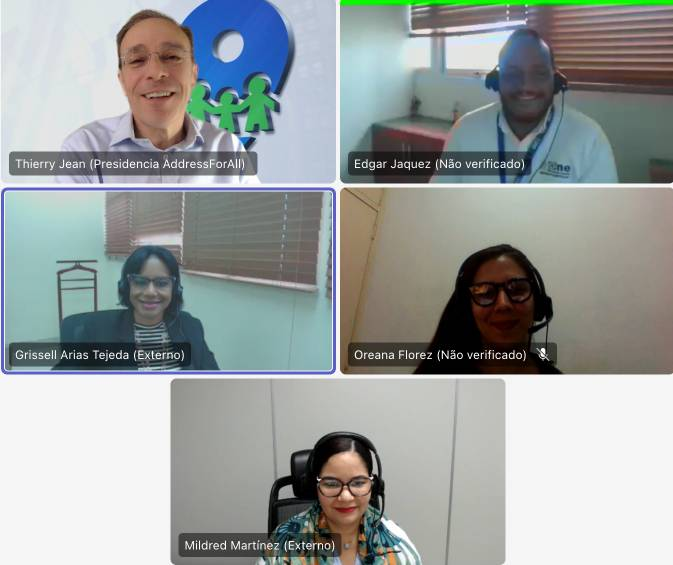 Thierry Jean (Presidencia AddressForAll)
Edgar Jaquez (Não verificado)
one
Grissell Arias Tejeda (Externo)
Oreana Florez (Não verificado)
Mildred Martínez (Externo)